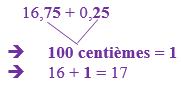 16,75 + 0,25
➔ 100 centièmes = 1
➔ 16 + 1 = 17